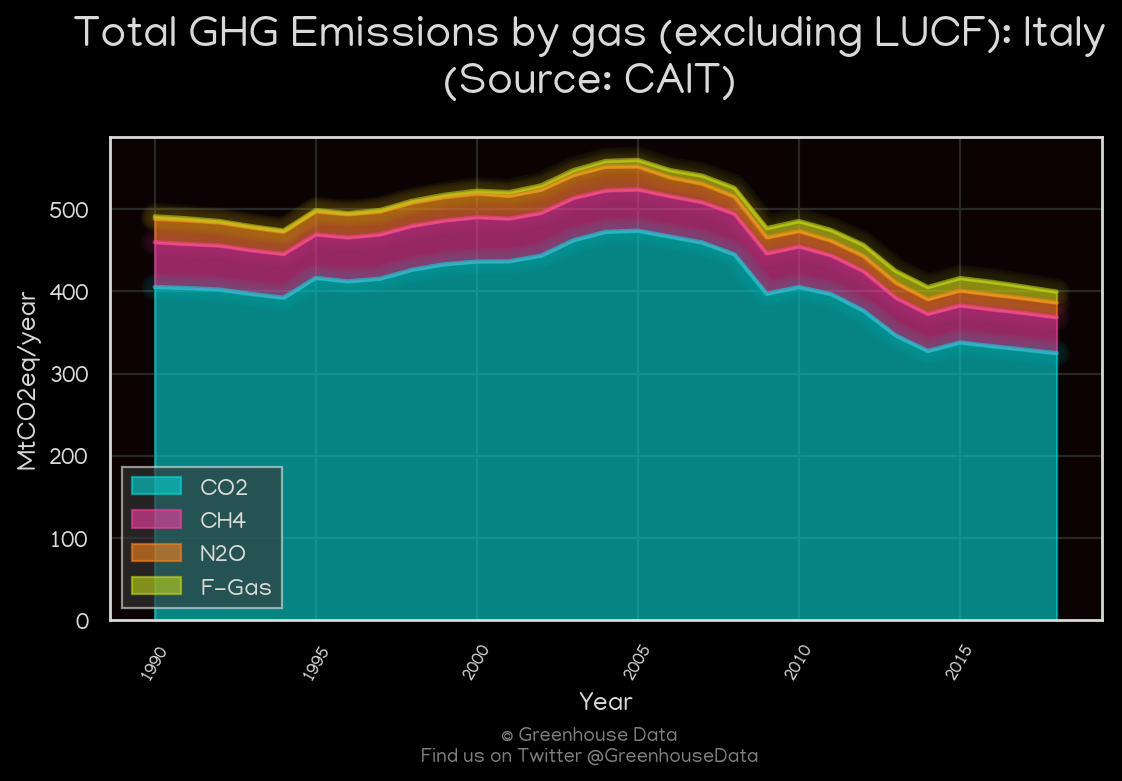 Total GHG Emissions by gas (excluding LUCF): Italy
(Source: CAIT)
MtCO2eq/year
500
400
300
200
100
0
CO2
CH4
N2O
F-Gas
1990
1995
2000
2005
2010
2015
Year
© Greenhouse Data
Find us on Twitter @GreenhouseData